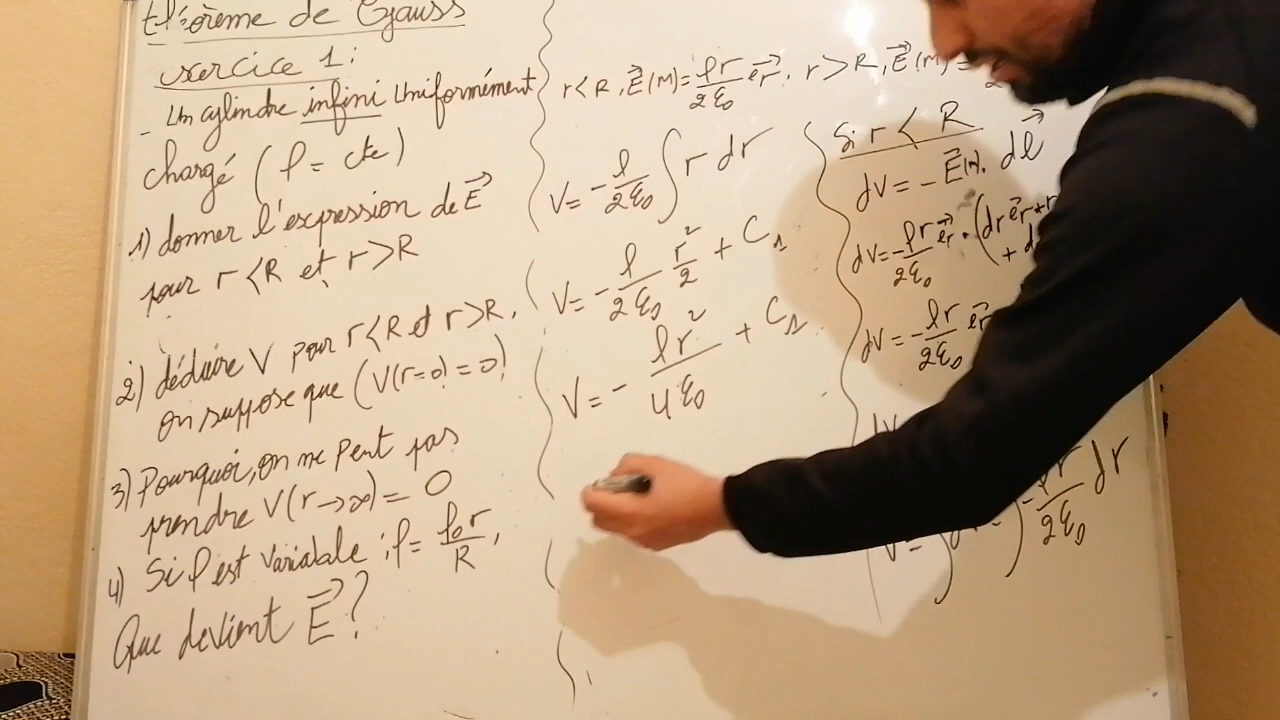 théorème de Gauss
exercice 1:
- Un cylindre infini Uniformément
chargé (ρ = cte)
1) donner l'expression de E⃗
pour r < R et r > R
2) déduire V pour r<R et r>R,
on suppose que (V(r=0) = 0)
3) Pourquoi, on ne peut pas
prendre V(r→∞) = 0
4) Si ρ est variable : ρ = ρ₀r/R,
Que devient E⃗ ?
r<R, E⃗(M) = ρr/2ε₀ e⃗r, r > R, E⃗(M) =
V = - ρ/2ε₀ ∫ r dr
V = - ρ/2ε₀ r²/2 + C₁
V = - ρr²/4ε₀ + C₁
Si r < R
dV = - E⃗(M). dl⃗
dV = - ρr/2ε₀ e⃗r . (dr e⃗r + r
+ d
dV = - ρr/2ε₀ e⃗r
dV
V = ∫ dV = ∫ - ρr/2ε₀ dr